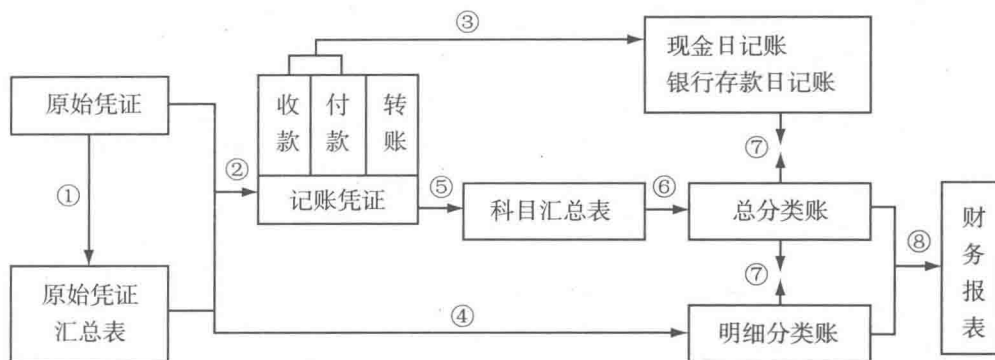 ③
现金日记账
银行存款日记账
原始凭证
收款
付款
转账
①
②
记账凭证
⑤
科目汇总表
⑥
⑦
总分类账
⑧
财务报表
原始凭证
汇总表
④
⑦
明细分类账